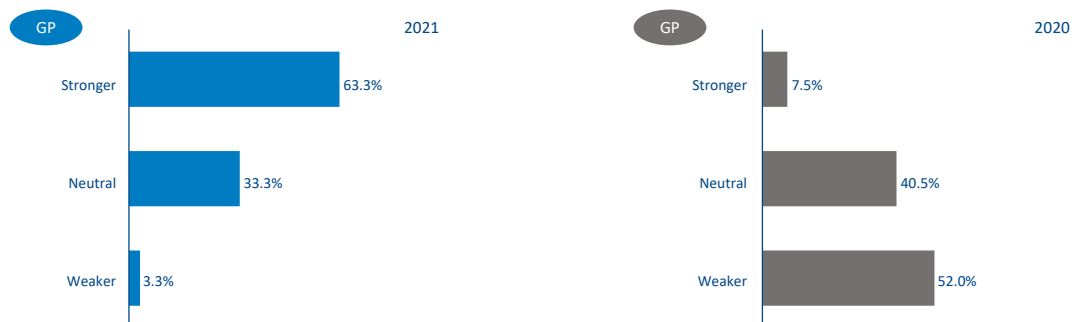 GP
2021
Stronger
63.3%
Neutral
33.3%
Weaker
3.3%
GP
2020
Stronger
7.5%
Neutral
40.5%
Weaker
52.0%